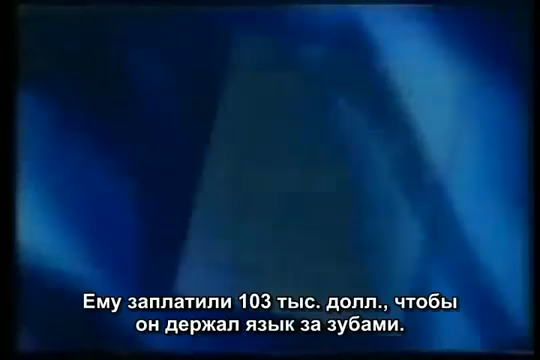 Ему заплатили 103 тыс. долл., чтобы
он держал язык за зубами.